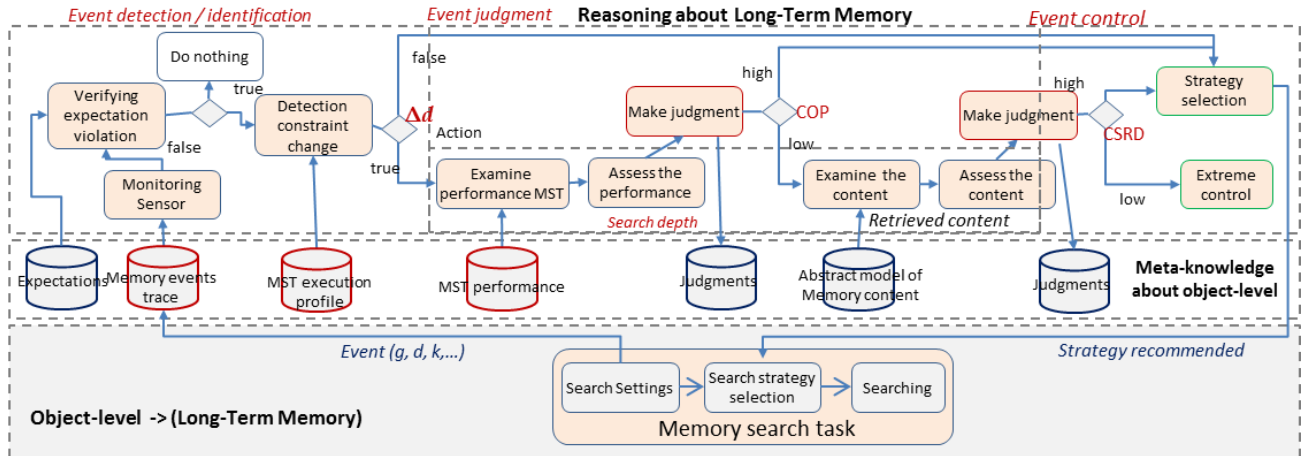 Event detection / identification
Event judgment
Reasoning about Long-Term Memory
Event control
Do nothing
true
false
Verifying
expectation
violation
false
Detection
constraint
change
Δd
true
Monitoring
Sensor
Action
Examine
performance MST
Assess the
performance
Search depth
Make judgment
high
COP
low
Examine the
content
Assess the
content
Retrieved content
Make judgment
high
CSRD
low
Strategy
selection
Extreme
control
Expectations
Memory events
trace
MST execution
profile
MST performance
Judgments
Abstract model of
Memory content
Judgments
Meta-knowledge
about object-level
Event (g, d, k,...)
Strategy recommended
Search Settings
Search strategy
selection
Searching
Memory search task
Object-level -> (Long-Term Memory)